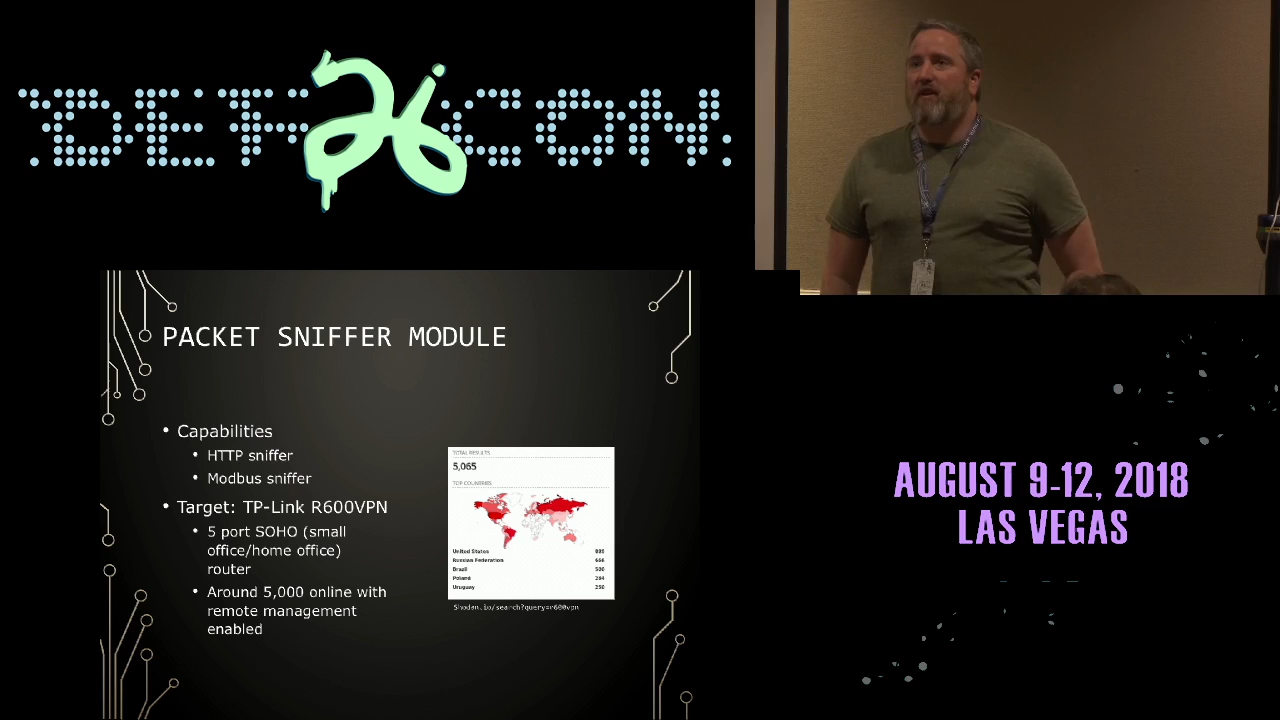 DEF CON
26
PACKET SNIFFER MODULE
• Capabilities
• HTTP sniffer
• Modbus sniffer
• Target: TP-Link R600VPN
• 5 port SOHO (small
office/home office)
router
• Around 5,000 online with
remote management
enabled
TOTAL RESULTS
5,065
TOP COUNTRIES
United States
Russian Federation
Brazil
Poland
Uruguay
Shodan.io/search?query=r600vpn
AUGUST 9-12, 2018
LAS VEGAS